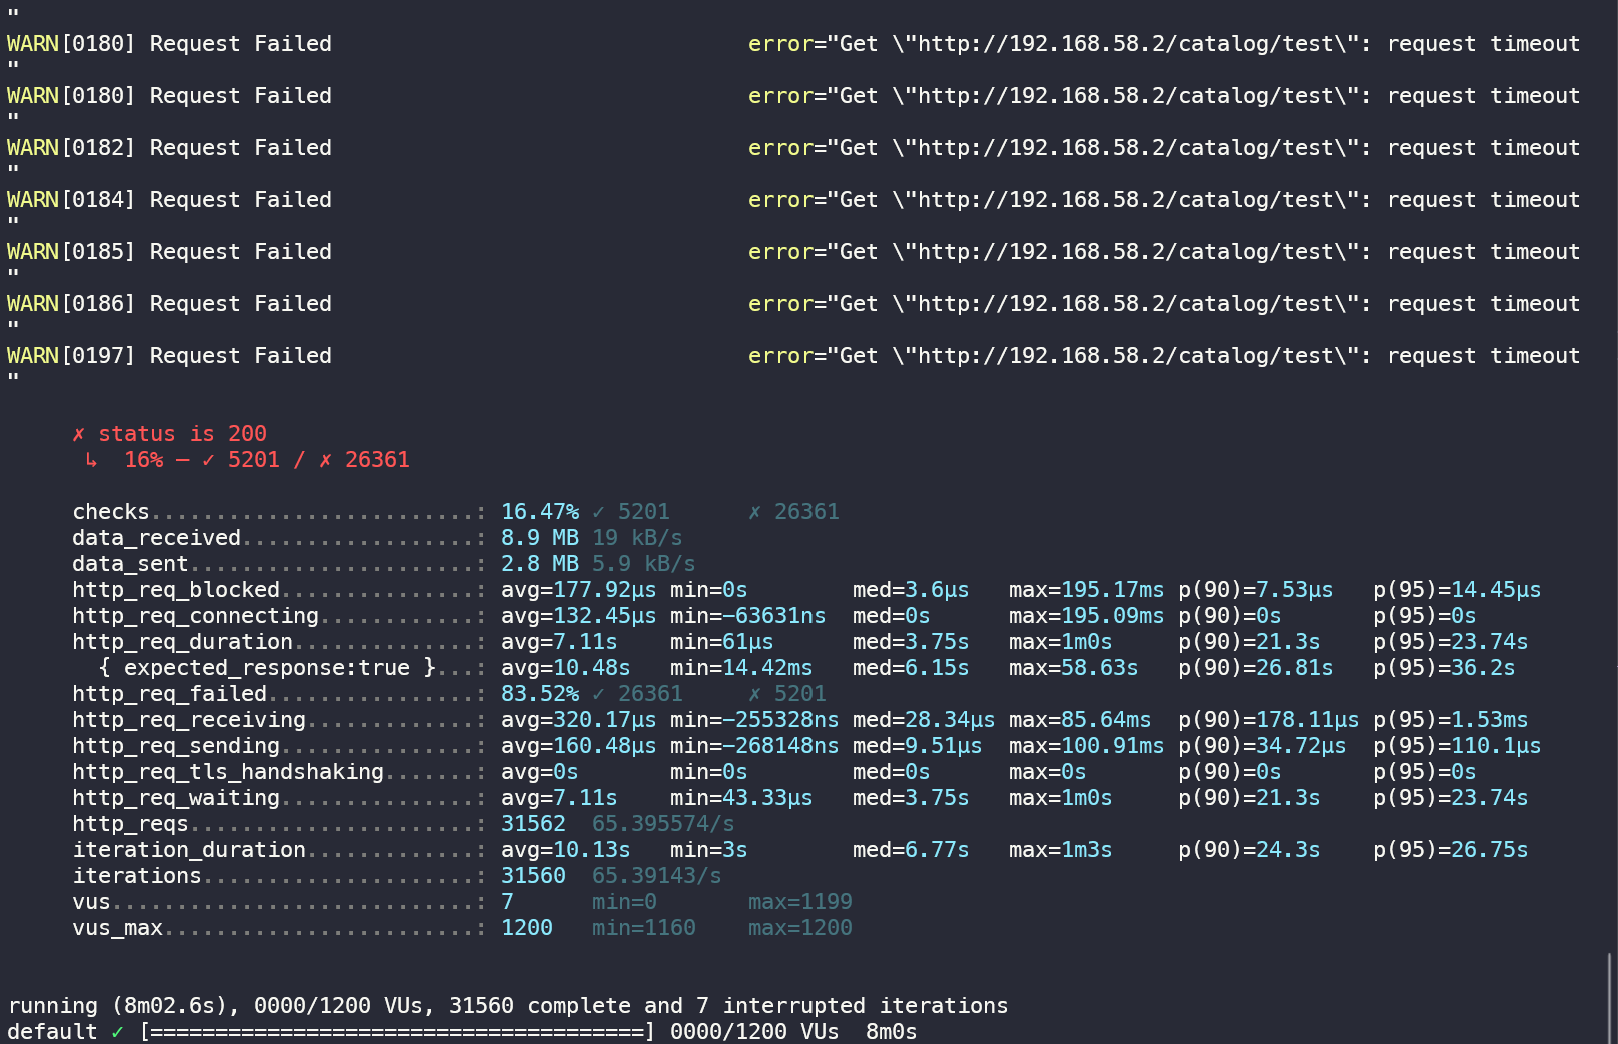 "
WARN[0180] Request Failed                                error="Get \"http://192.168.58.2/catalog/test\": request timeout
"
WARN[0180] Request Failed                                error="Get \"http://192.168.58.2/catalog/test\": request timeout
"
WARN[0182] Request Failed                                error="Get \"http://192.168.58.2/catalog/test\": request timeout
"
WARN[0184] Request Failed                                error="Get \"http://192.168.58.2/catalog/test\": request timeout
"
WARN[0185] Request Failed                                error="Get \"http://192.168.58.2/catalog/test\": request timeout
"
WARN[0186] Request Failed                                error="Get \"http://192.168.58.2/catalog/test\": request timeout
"
WARN[0197] Request Failed                                error="Get \"http://192.168.58.2/catalog/test\": request timeout
"
✗ status is 200
↳  16% — ✓ 5201 / ✗ 26361
checks.........................: 16.47% ✓ 5201      ✗ 26361
data_received..................: 8.9 MB 19 kB/s
data_sent......................: 2.8 MB 5.9 kB/s
http_req_blocked...............: avg=177.92µs min=0s        med=3.6µs   max=195.17ms p(90)=7.53µs   p(95)=14.45µs
http_req_connecting............: avg=132.45µs min=-63631ns  med=0s      max=195.09ms p(90)=0s       p(95)=0s
http_req_duration..............: avg=7.11s    min=61µs      med=3.75s   max=1m0s     p(90)=21.3s    p(95)=23.74s
{ expected_response:true }...: avg=10.48s   min=14.42ms   med=6.15s   max=58.63s   p(90)=26.81s   p(95)=36.2s
http_req_failed................: 83.52% ✓ 26361     ✗ 5201
http_req_receiving.............: avg=320.17µs min=-255328ns med=28.34µs max=85.64ms  p(90)=178.11µs p(95)=1.53ms
http_req_sending...............: avg=160.48µs min=-268148ns med=9.51µs  max=100.91ms p(90)=34.72µs  p(95)=110.1µs
http_req_tls_handshaking.......: avg=0s       min=0s        med=0s      max=0s       p(90)=0s       p(95)=0s
http_req_waiting...............: avg=7.11s    min=43.33µs   med=3.75s   max=1m0s     p(90)=21.3s    p(95)=23.74s
http_reqs......................: 31562  65.395574/s
iteration_duration.............: avg=10.13s   min=3s        med=6.77s   max=1m3s     p(90)=24.3s    p(95)=26.75s
iterations.....................: 31560  65.39143/s
vus............................: 7      min=0       max=1199
vus_max........................: 1200   min=1160    max=1200
running (8m02.6s), 0000/1200 VUs, 31560 complete and 7 interrupted iterations
default ✓ [======================================] 0000/1200 VUs  8m0s